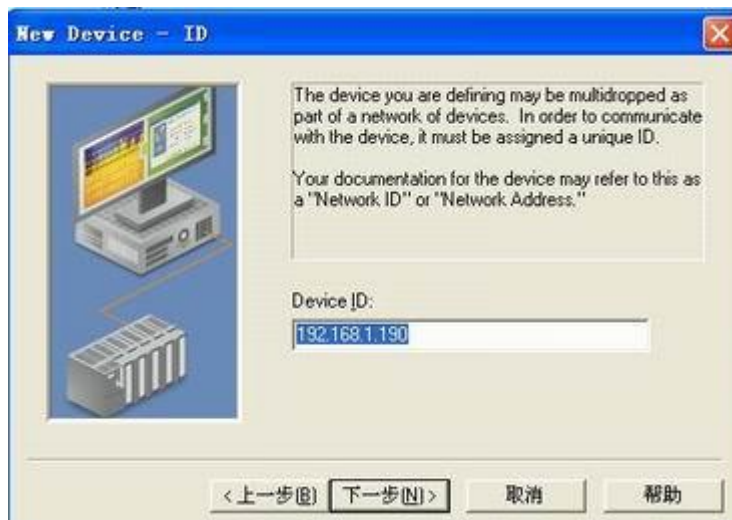 New Device - ID
The device you are defining may be multidropped as
part of a network of devices. In order to communicate
with the device, it must be assigned a unique ID.
Your documentation for the device may refer to this as
a "Network ID" or "Network Address."
Device ID:
192.168.1.190
<上一步(B) 下一步(N)> 取消 帮助